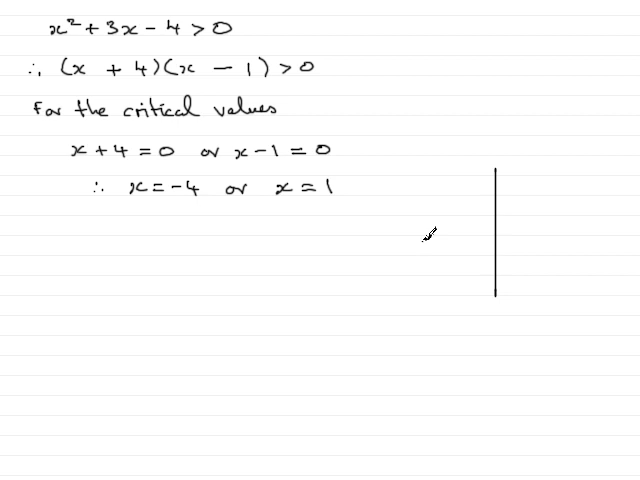 x² + 3x - 4 > 0
∴ (x + 4)(x - 1) > 0
For the critical values
x + 4 = 0 or x - 1 = 0
∴ x = -4 or x = 1